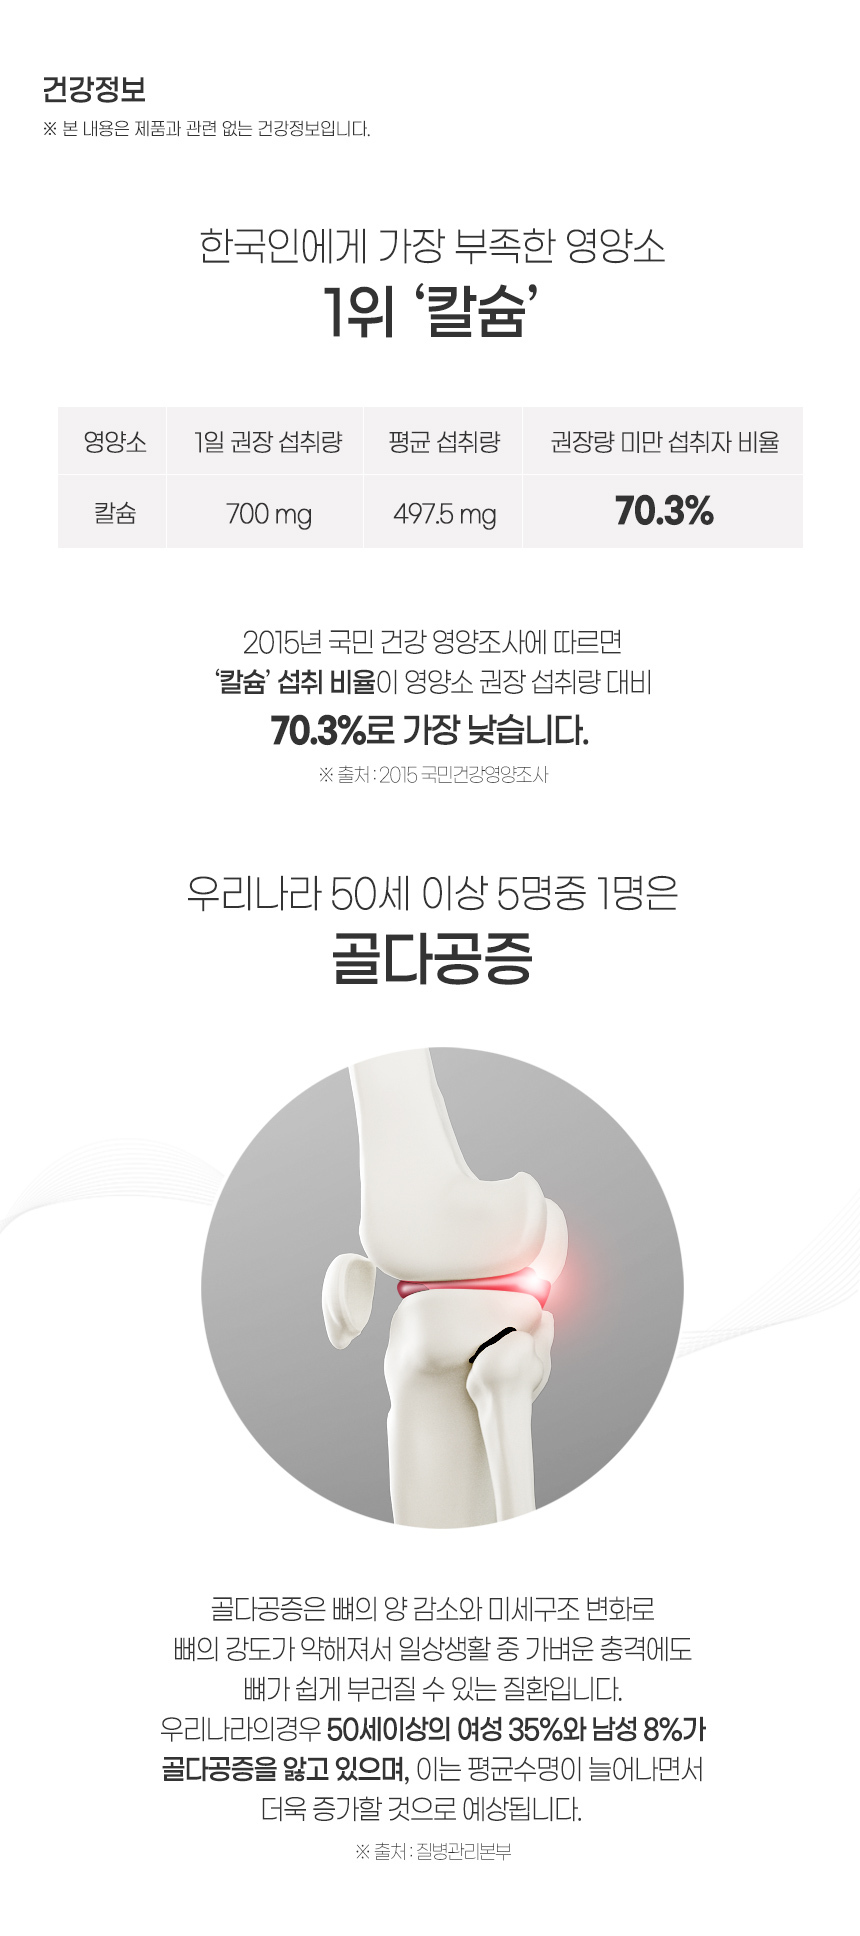 건강정보
※ 본 내용은 제품과 관련 없는 건강정보입니다.
한국인에게 가장 부족한 영양소
1위 ‘칼슘’
영양소 1일 권장 섭취량 평균 섭취량 권장량 미만 섭취자 비율
칼슘 700 mg 497.5 mg 70.3%
2015년 국민 건강 영양조사에 따르면
‘칼슘’ 섭취 비율이 영양소 권장 섭취량 대비
70.3%로 가장 낮습니다.
※ 출처 : 2015 국민건강영양조사
우리나라 50세 이상 5명중 1명은
골다공증
골다공증은 뼈의 양 감소와 미세구조 변화로
뼈의 강도가 약해져서 일상생활 중 가벼운 충격에도
뼈가 쉽게 부러질 수 있는 질환입니다.
우리나라의경우 50세이상의 여성 35%와 남성 8%가
골다공증을 앓고 있으며, 이는 평균수명이 늘어나면서
더욱 증가할 것으로 예상됩니다.
※ 출처 : 질병관리본부